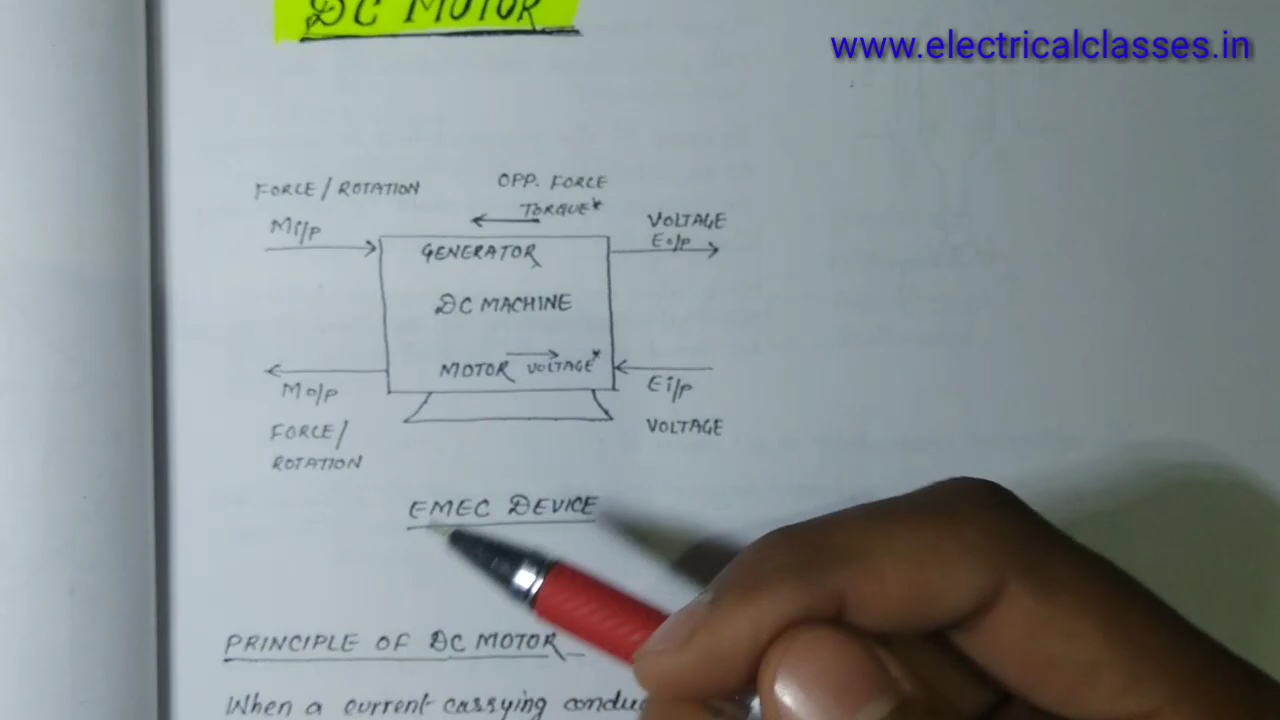 DC MOTOR
www.electricalclasses.in
FORCE / ROTATION
OPP. FORCE
TORQUE*
M i/p
VOLTAGE
E o/p
GENERATOR
DC MACHINE
MOTOR → VOLTAGE*
M o/p
E i/p
FORCE /
ROTATION
VOLTAGE
EMEC DEVICE
PRINCIPLE OF DC MOTOR
When a current carrying